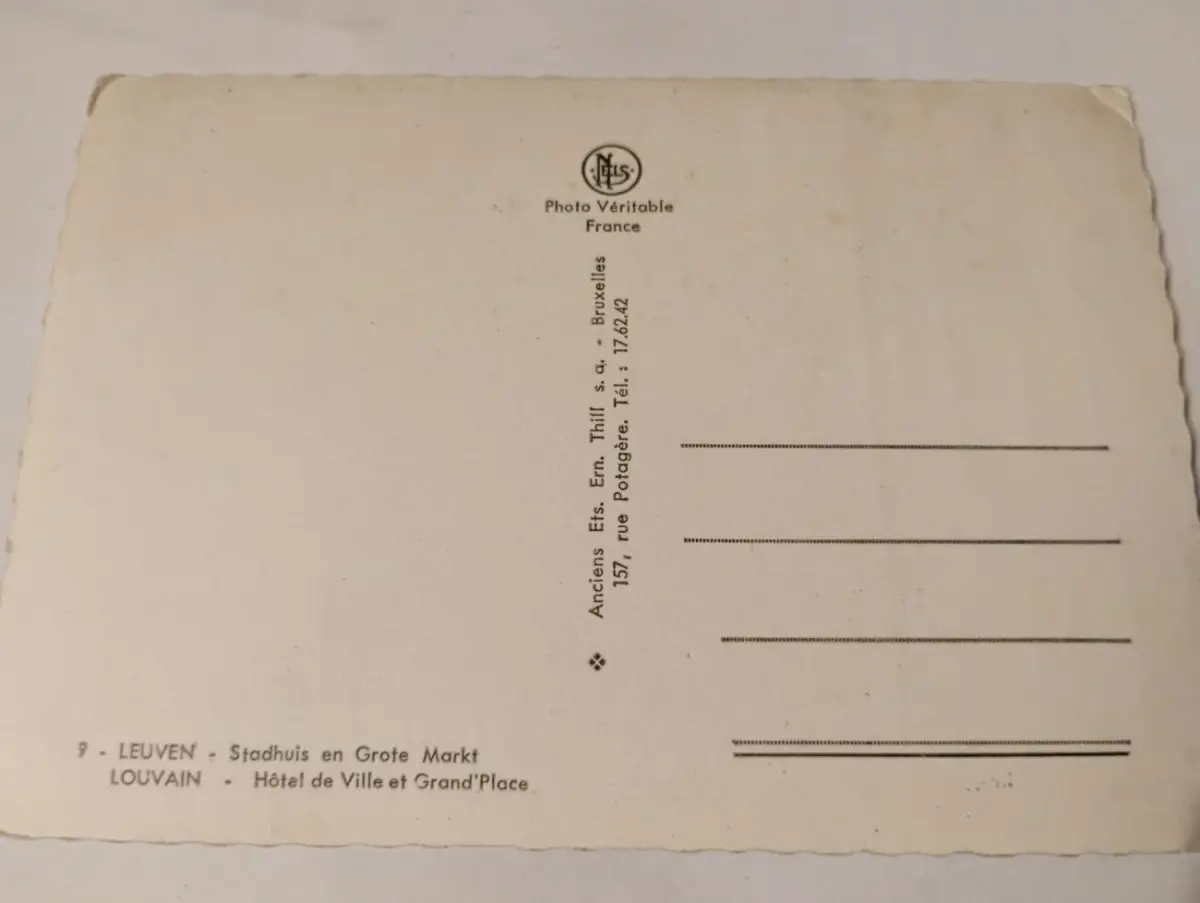 NELS
Photo Véritable
France
Anciens Ets. Ern. Thill s. a. - Bruxelles
157, rue Potagère. Tél. : 17.62.42
9 - LEUVEN - Stadhuis en Grote Markt
LOUVAIN - Hôtel de Ville et Grand'Place